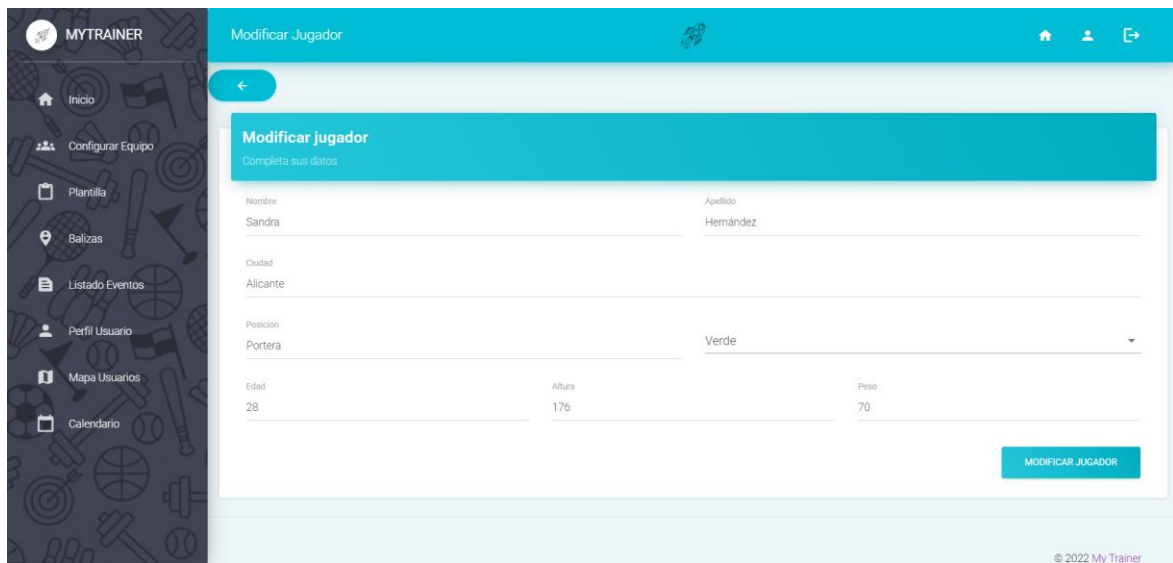 MYTRAINER
Inicio
Configurar Equipo
Plantilla
Balizas
Listado Eventos
Perfil Usuario
Mapa Usuarios
Calendario
Modificar Jugador
Modificar jugador
Completa sus datos
Nombre
Sandra
Apellido
Hernández
Ciudad
Alicante
Posicion
Portera
Verde
Edad
28
Altura
176
Peso
70
MODIFICAR JUGADOR
© 2022 My Trainer